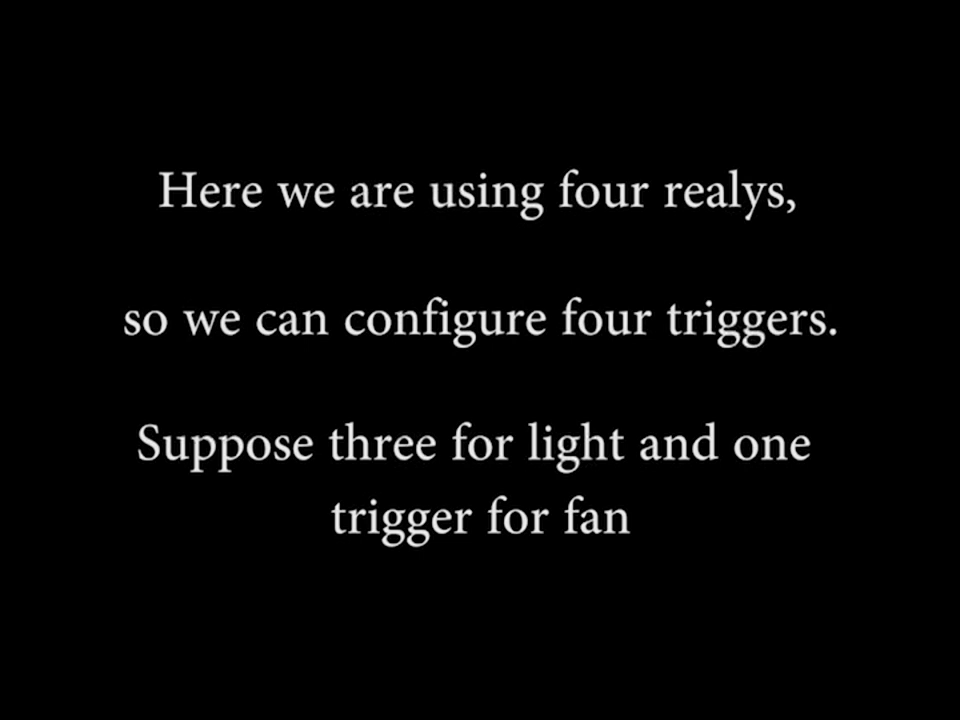 Here we are using four realys,
so we can configure four triggers.
Suppose three for light and one
trigger for fan